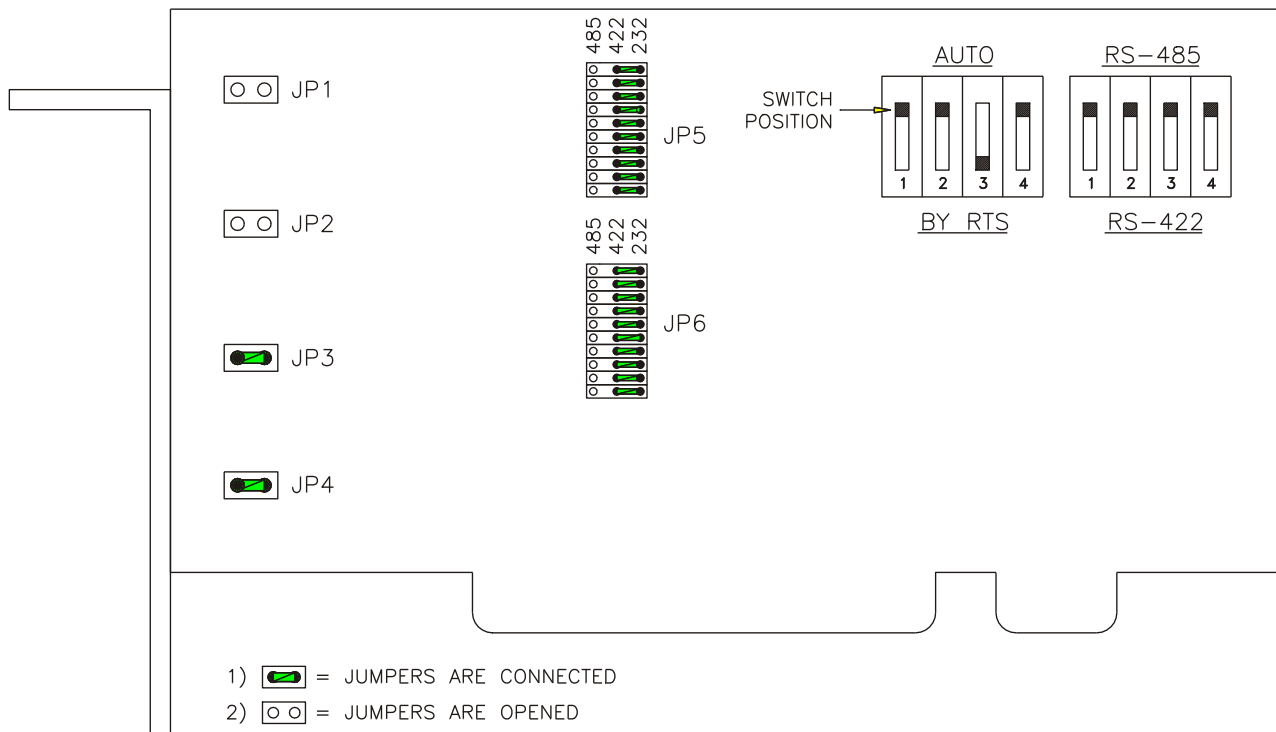 485
422
232
JP1
JP5
AUTO
SWITCH
POSITION
1 2 3 4
BY RTS
RS-485
1 2 3 4
RS-422
JP2
485
422
232
JP6
JP3
JP4
1) = JUMPERS ARE CONNECTED
2) = JUMPERS ARE OPENED